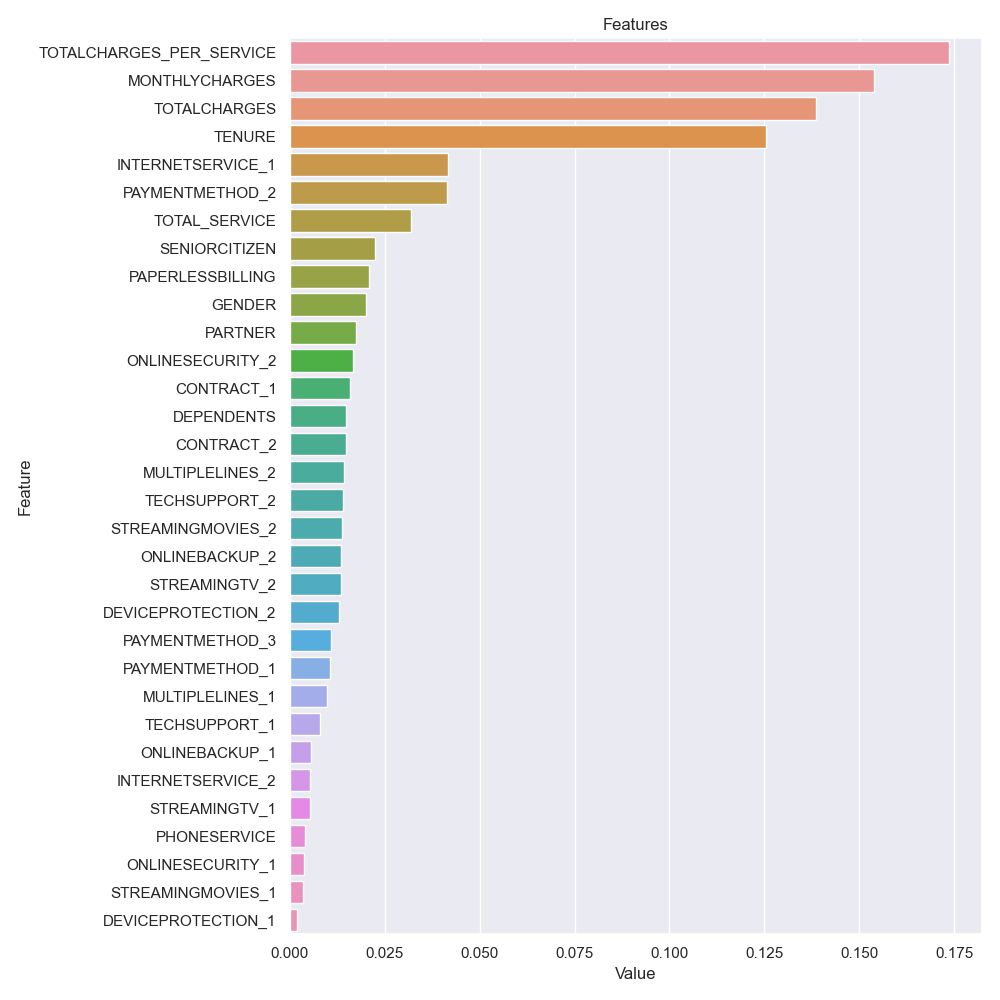 Features
TOTALCHARGES_PER_SERVICE
MONTHLYCHARGES
TOTALCHARGES
TENURE
INTERNETSERVICE_1
PAYMENTMETHOD_2
TOTAL_SERVICE
SENIORCITIZEN
PAPERLESSBILLING
GENDER
PARTNER
ONLINESECURITY_2
CONTRACT_1
DEPENDENTS
CONTRACT_2
MULTIPLELINES_2
TECHSUPPORT_2
STREAMINGMOVIES_2
ONLINEBACKUP_2
STREAMINGTV_2
DEVICEPROTECTION_2
PAYMENTMETHOD_3
PAYMENTMETHOD_1
MULTIPLELINES_1
TECHSUPPORT_1
ONLINEBACKUP_1
INTERNETSERVICE_2
STREAMINGTV_1
PHONESERVICE
ONLINESECURITY_1
STREAMINGMOVIES_1
DEVICEPROTECTION_1
Feature
0.000 0.025 0.050 0.075 0.100 0.125 0.150 0.175
Value